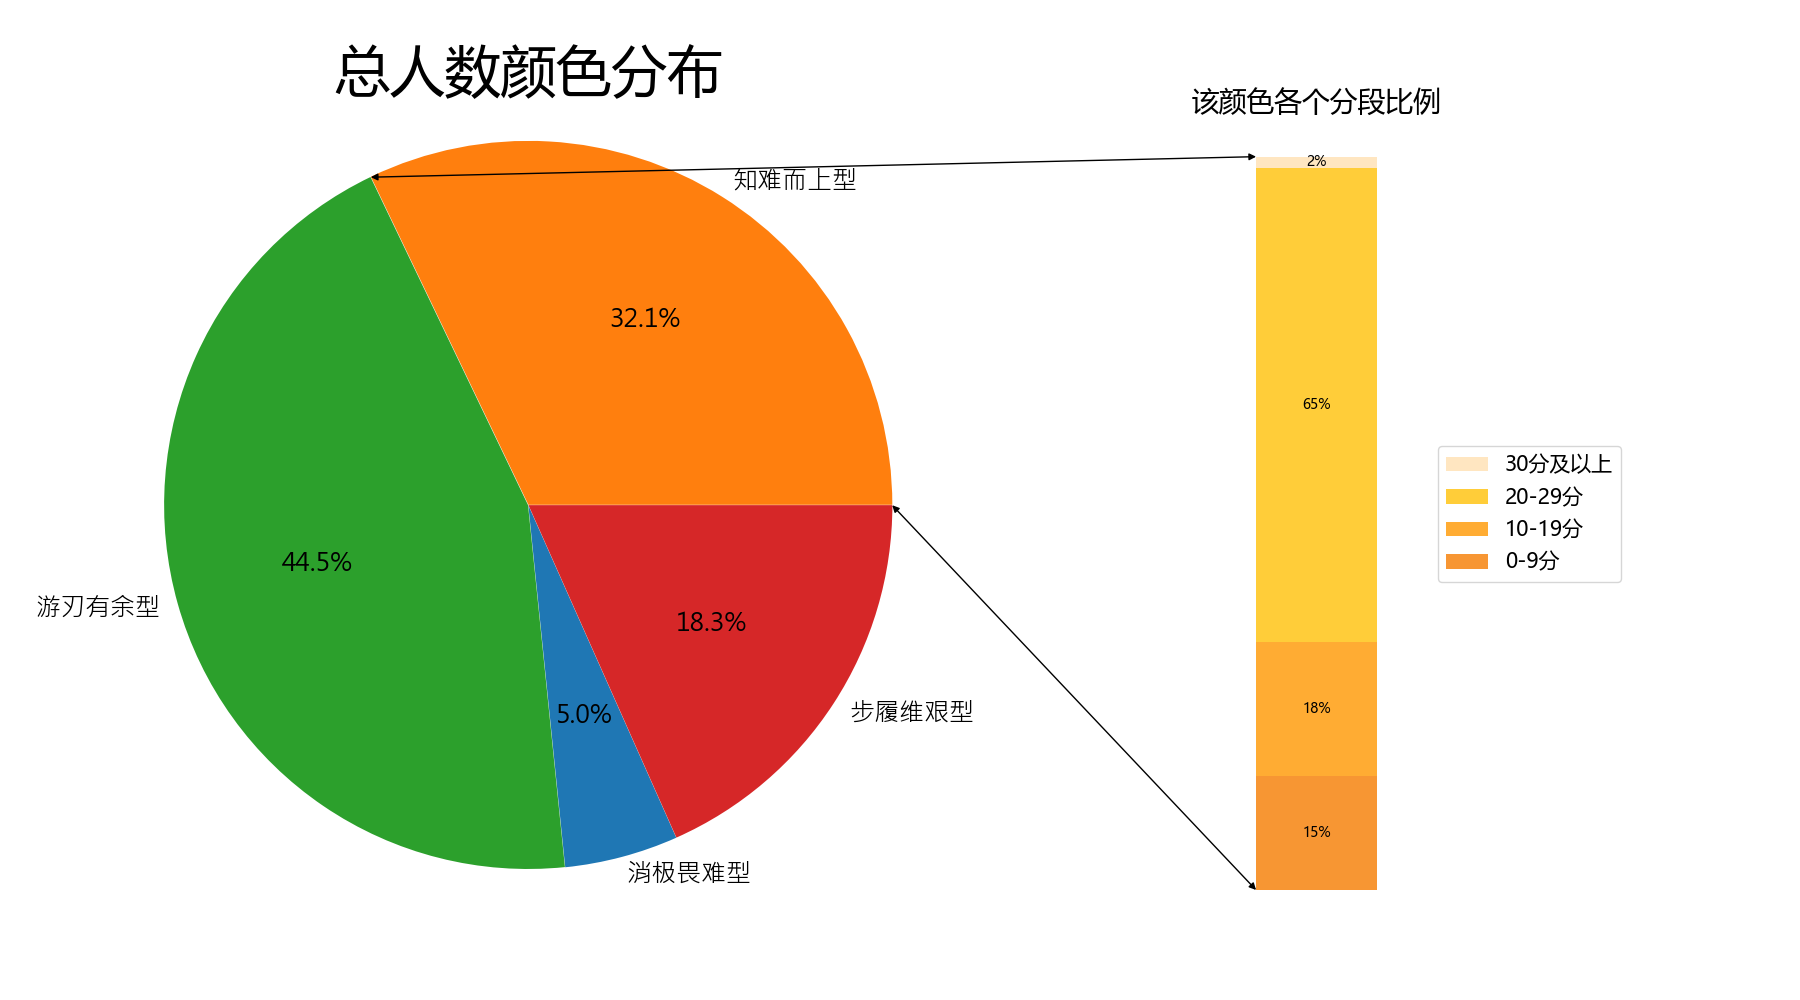 总人数颜色分布
该颜色各个分段比例
知难而上型
32.1%
44.5%
游刃有余型
5.0%
消极畏难型
18.3%
步履维艰型
2%
65%
18%
15%
30分及以上
20-29分
10-19分
0-9分